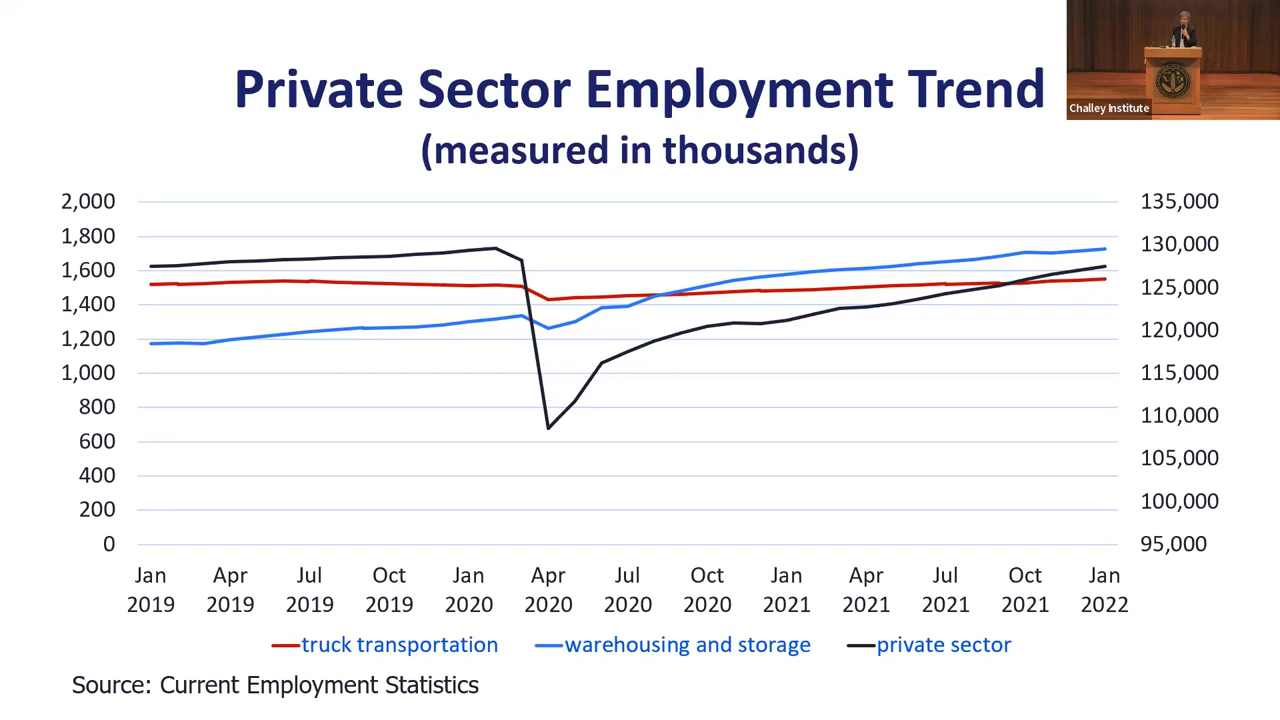 Private Sector Employment Trend
(measured in thousands)
Challey Institute
2,000
1,800
1,600
1,400
1,200
1,000
800
600
400
200
0
135,000
130,000
125,000
120,000
115,000
110,000
105,000
100,000
95,000
Jan 2019
Apr 2019
Jul 2019
Oct 2019
Jan 2020
Apr 2020
Jul 2020
Oct 2020
Jan 2021
Apr 2021
Jul 2021
Oct 2021
Jan 2022
truck transportation
warehousing and storage
private sector
Source: Current Employment Statistics